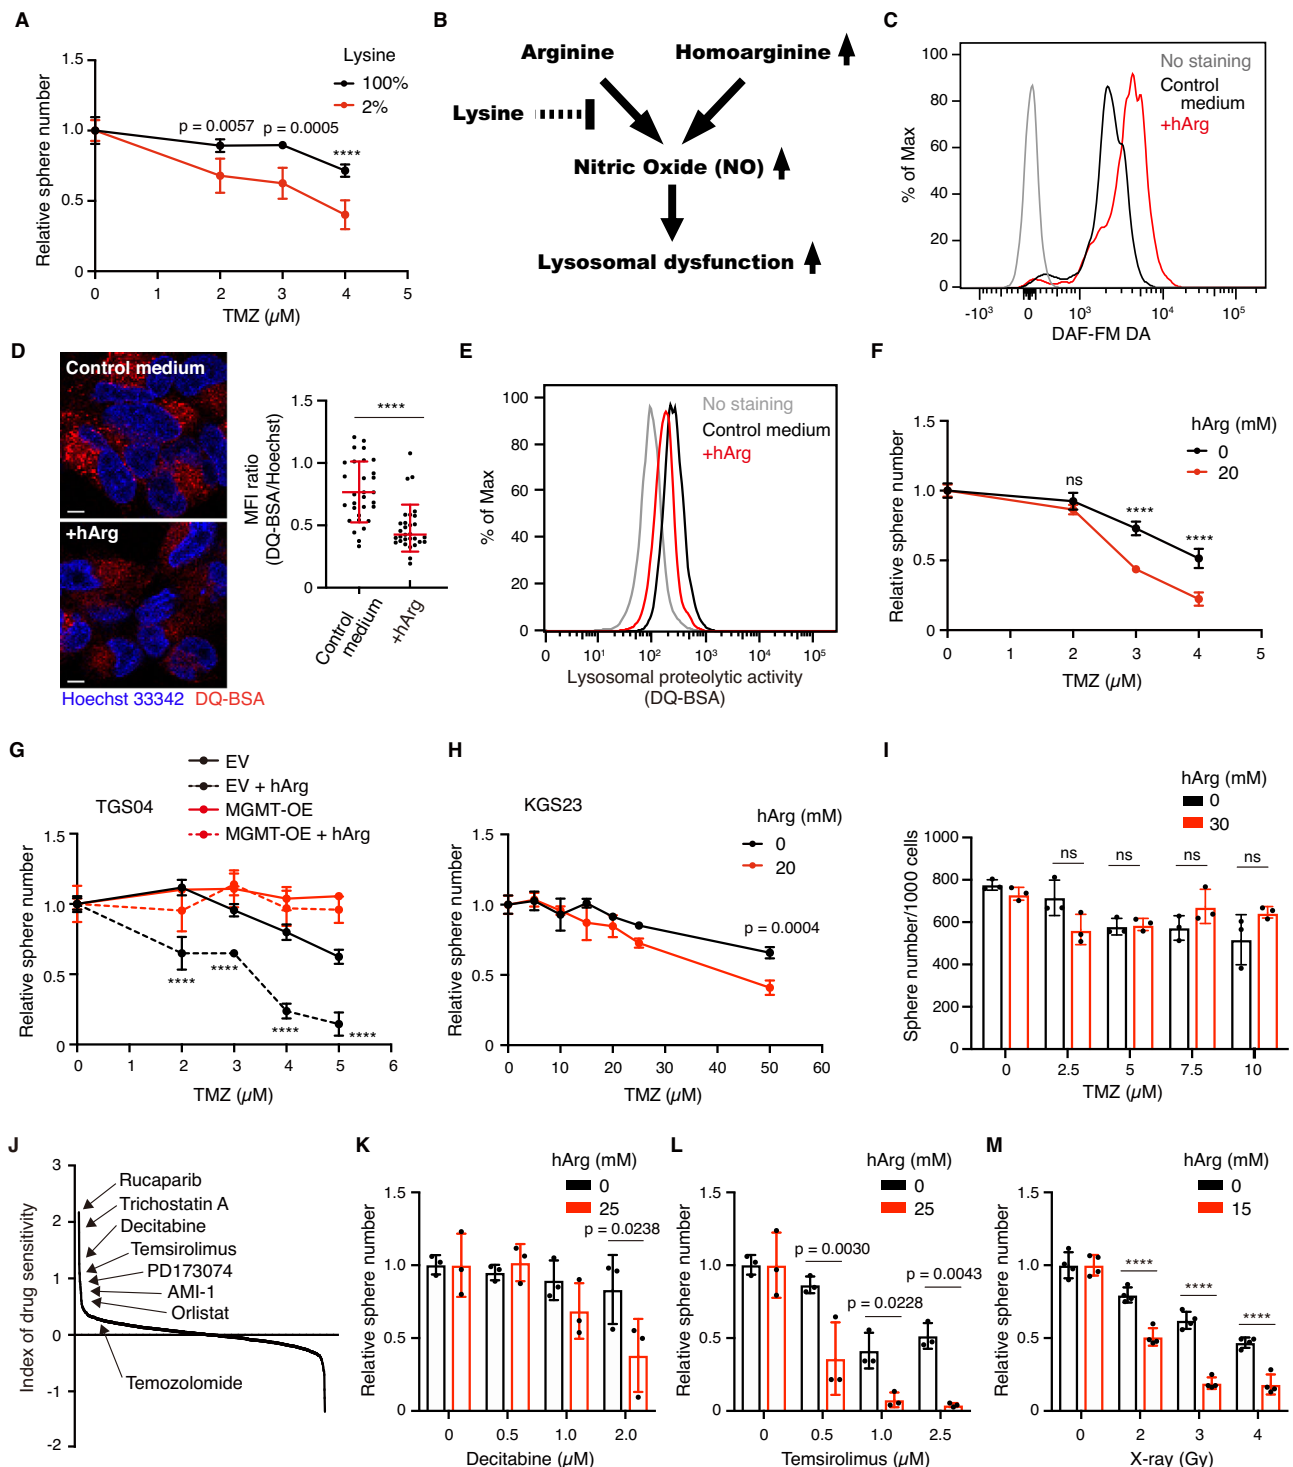 A
Relative sphere number
1.5
1.0
0.5
0
0
1
2
3
4
5
TMZ (µM)
Lysine
100%
2%
p = 0.0057
p = 0.0005
****
B
Arginine
Homoarginine
Lysine
Nitric Oxide (NO)
Lysosomal dysfunction
C
% of Max
100
80
60
40
20
0
-10³
0
10³
10⁴
10⁵
DAF-FM DA
No staining
Control
medium
+hArg
D
Control medium
+hArg
Hoechst 33342 DQ-BSA
MFI ratio
(DQ-BSA/Hoechst)
1.5
1.0
0.5
0
****
Control
medium
+hArg
E
% of Max
100
80
60
40
20
0
0
10¹
10²
10³
10⁴
10⁵
Lysosomal proteolytic activity
(DQ-BSA)
No staining
Control medium
+hArg
F
Relative sphere number
1.5
1.0
0.5
0
0
1
2
3
4
5
TMZ (µM)
hArg (mM)
0
20
ns
****
****
G
TGS04
EV
EV + hArg
MGMT-OE
MGMT-OE + hArg
Relative sphere number
1.5
1.0
0.5
0
0
1
2
3
4
5
6
TMZ (µM)
****
****
****
****
H
KGS23
hArg (mM)
0
20
Relative sphere number
1.5
1.0
0.5
0
0
10
20
30
40
50
60
TMZ (µM)
p = 0.0004
I
hArg (mM)
0
30
Sphere number/1000 cells
1000
800
600
400
200
0
ns
ns
ns
ns
0
2.5
5
7.5
10
TMZ (µM)
J
Index of drug sensitivity
3
2
1
0
-1
-2
Rucaparib
Trichostatin A
Decitabine
Temsirolimus
PD173074
AMI-1
Orlistat
Temozolomide
K
hArg (mM)
0
25
Relative sphere number
1.5
1.0
0.5
0
p = 0.0238
0
0.5
1.0
2.0
Decitabine (µM)
L
hArg (mM)
0
25
Relative sphere number
1.5
1.0
0.5
0
p = 0.0030
p = 0.0228
p = 0.0043
0
0.5
1.0
2.5
Temsirolimus (µM)
M
hArg (mM)
0
15
Relative sphere number
1.5
1.0
0.5
0
****
****
****
0
2
3
4
X-ray (Gy)